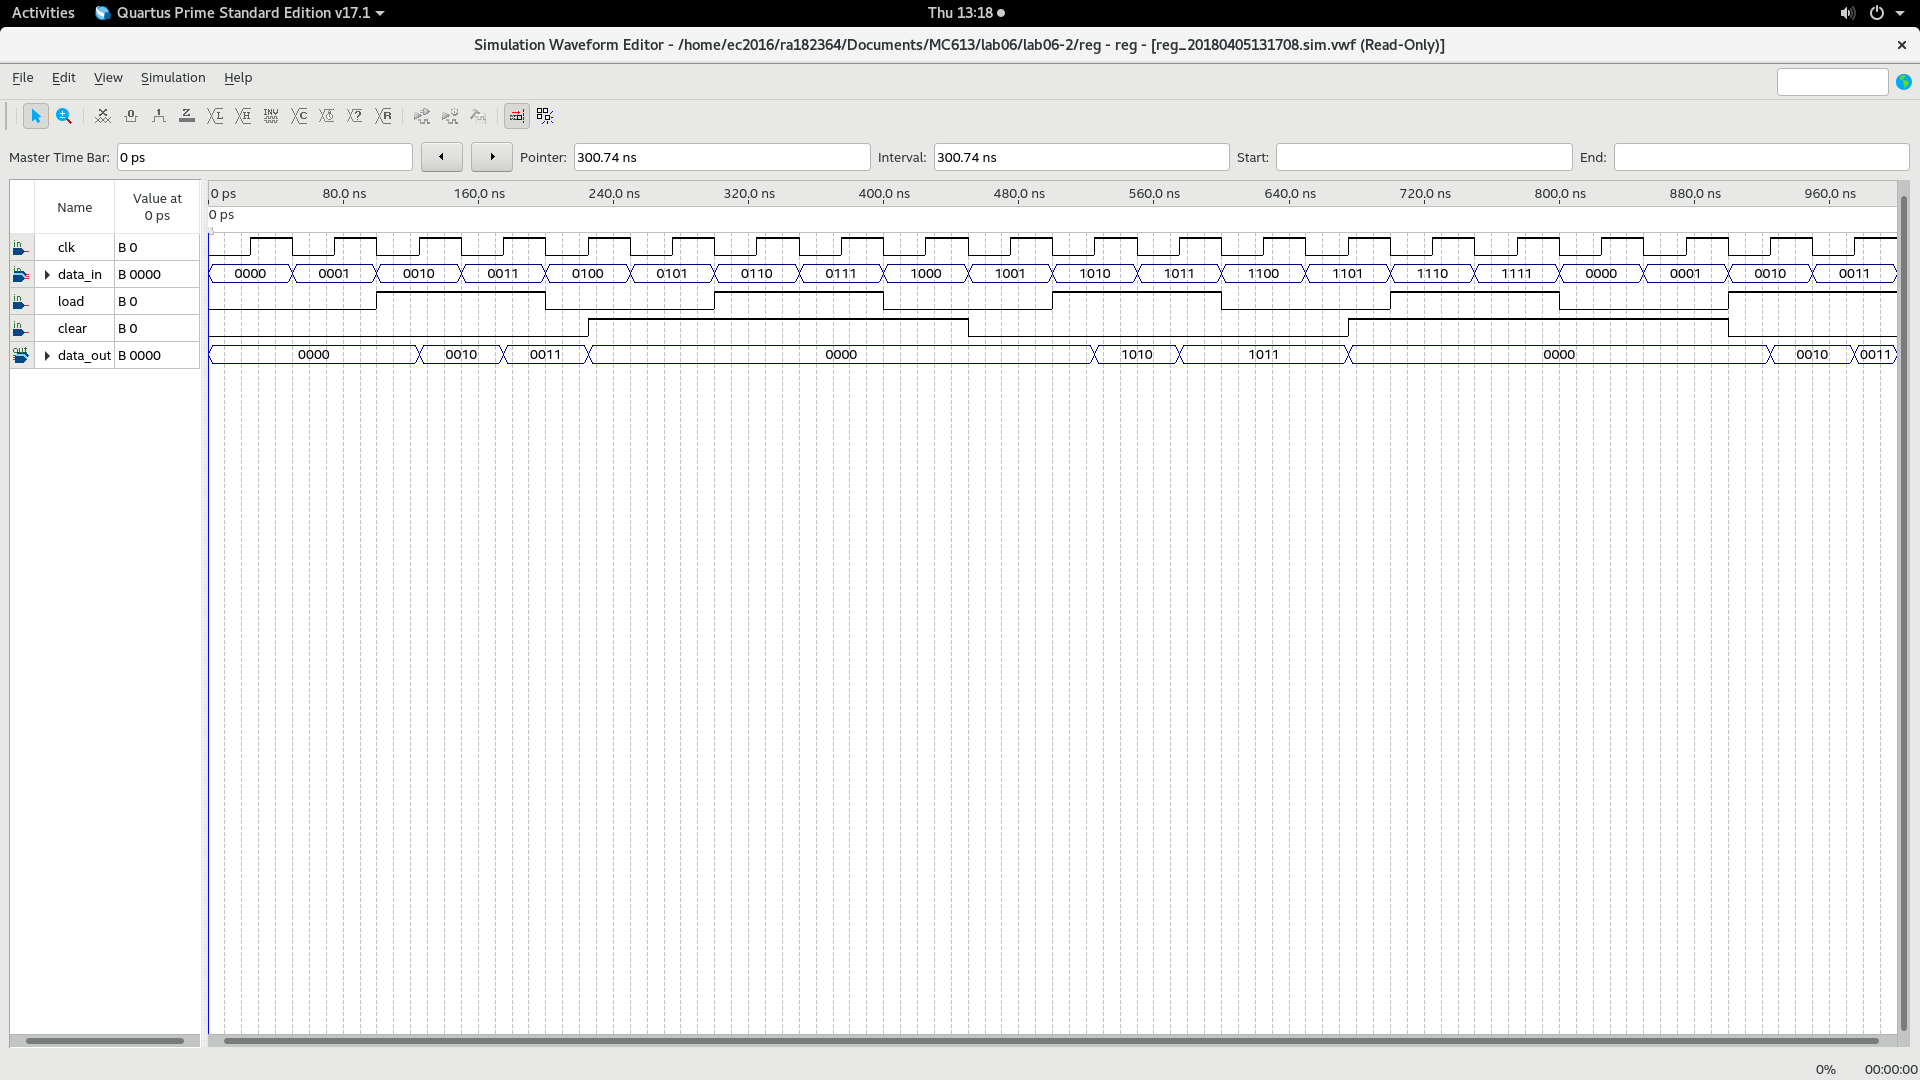 Activities Quartus Prime Standard Edition v17.1 Thu 13:18
Simulation Waveform Editor - /home/ec2016/ra182364/Documents/MC613/lab06/lab06-2/reg - reg - [reg_20180405131708.sim.vwf (Read-Only)]
File Edit View Simulation Help
Master Time Bar: 0 ps Pointer: 300.74 ns Interval: 300.74 ns Start: End:
Name Value at 0 ps
0 ps 80.0 ns 160.0 ns 240.0 ns 320.0 ns 400.0 ns 480.0 ns 560.0 ns 640.0 ns 720.0 ns 800.0 ns 880.0 ns 960.0 ns
0 ps
in clk B 0
in data_in B 0000 0000 0001 0010 0011 0100 0101 0110 0111 1000 1001 1010 1011 1100 1101 1110 1111 0000 0001 0010 0011
in load B 0
in clear B 0
out data_out B 0000 0000 0010 0011 0000 1010 1011 0000 0010 0011
0% 00:00:00